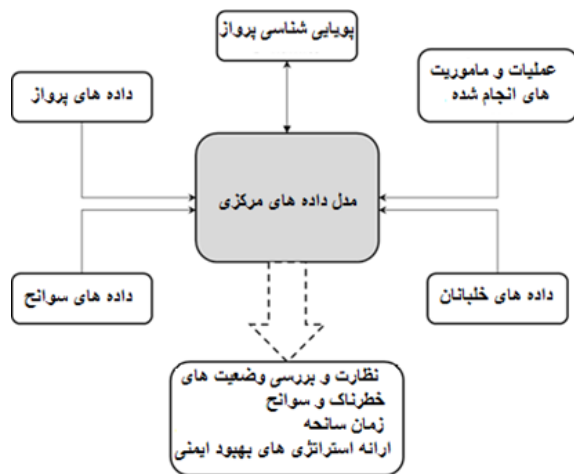 پویایی شناسی پرواز
عملیات و ماموریت
های انجام شده
داده های پرواز
مدل داده های مرکزی
داده های خلبانان
داده های سوانح
نظارت و بررسی وضعیت های
خطرناک و سوانح
زمان سانحه
ارائه استراتژی های بهبود ایمنی